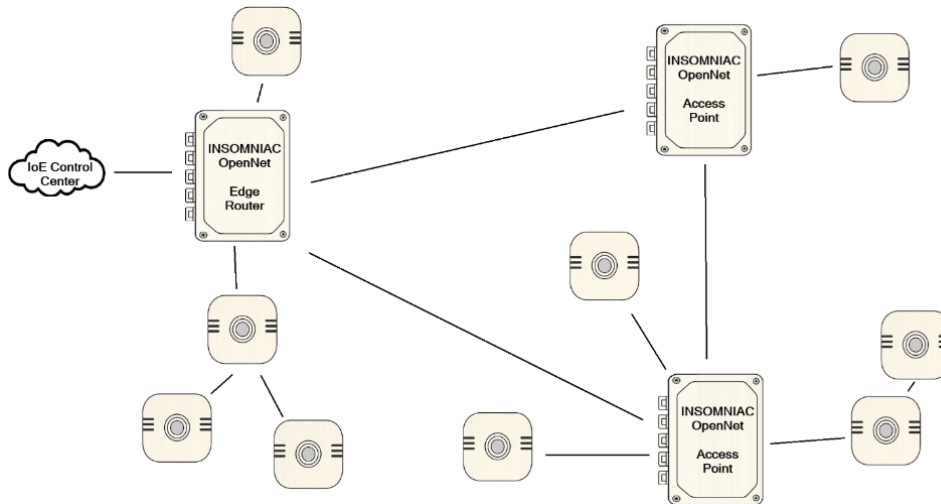 INSOMNIAC
OpenNet
Access
Point
INSOMNIAC
OpenNet
Edge
Router
IoE Control
Center
INSOMNIAC
OpenNet
Access
Point